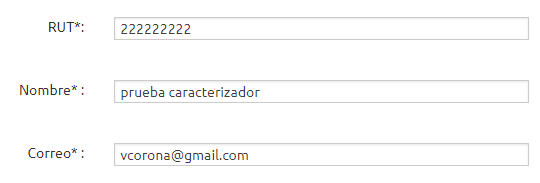 RUT*: 222222222
Nombre* : prueba caracterizador
Correo* : vcorona@gmail.com